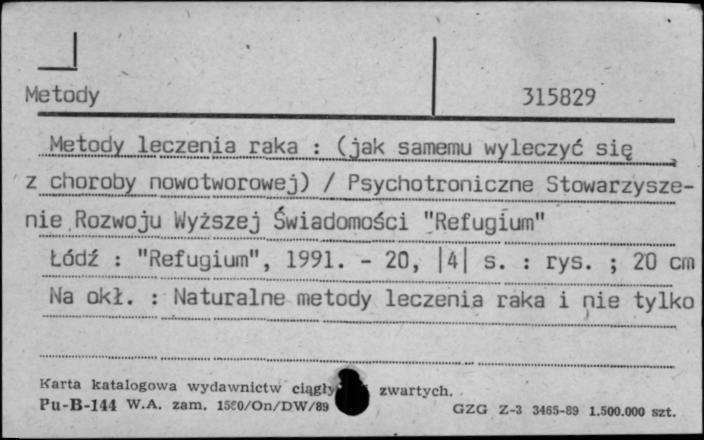 Metody 315829
Metody leczenia raka : (jak samemu wyleczyć się
z choroby nowotworowej) / Psychotroniczne Stowarzysze-
nie Rozwoju Wyższej Świadomości "Refugium"
Łódź : "Refugium", 1991. - 20, |4| s. : rys. ; 20 cm
Na okł. : Naturalne metody leczenia raka i nie tylko
Karta katalogowa wydawnictw ciągły zwartych.
Pu-B-144 W.A. zam. 1580/On/DW/89 GZG Z-3 3465-89 1.500.000 szt.